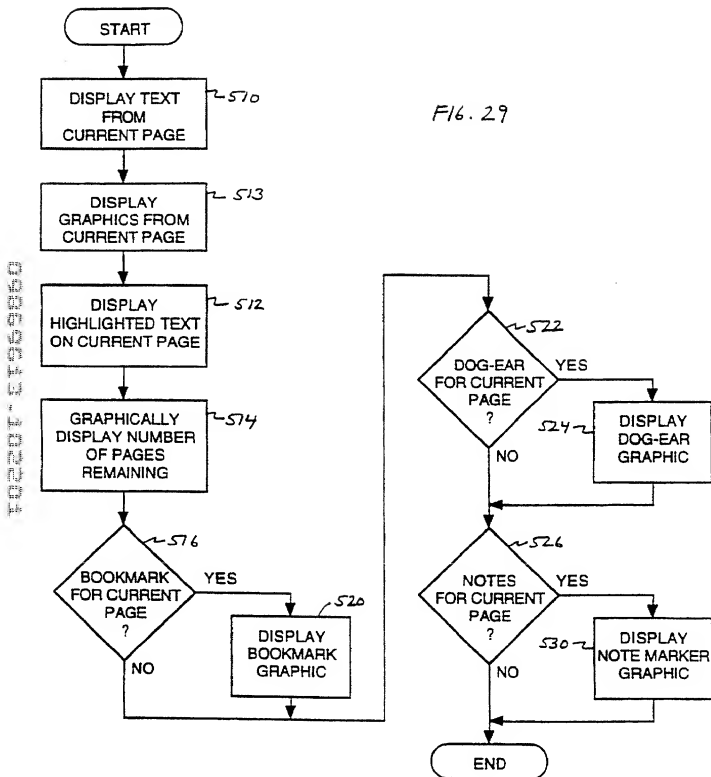 START
DISPLAY TEXT
FROM
CURRENT PAGE
510
FIG. 29
DISPLAY
GRAPHICS FROM
CURRENT PAGE
513
DISPLAY
HIGHLIGHTED TEXT
ON CURRENT PAGE
512
GRAPHICALLY
DISPLAY NUMBER
OF PAGES
REMAINING
514
516
BOOKMARK
FOR CURRENT
PAGE
?
YES
NO
520
DISPLAY
BOOKMARK
GRAPHIC
522
DOG-EAR
FOR CURRENT
PAGE
?
YES
NO
524
DISPLAY
DOG-EAR
GRAPHIC
526
NOTES
FOR CURRENT
PAGE
?
YES
NO
530
DISPLAY
NOTE MARKER
GRAPHIC
END